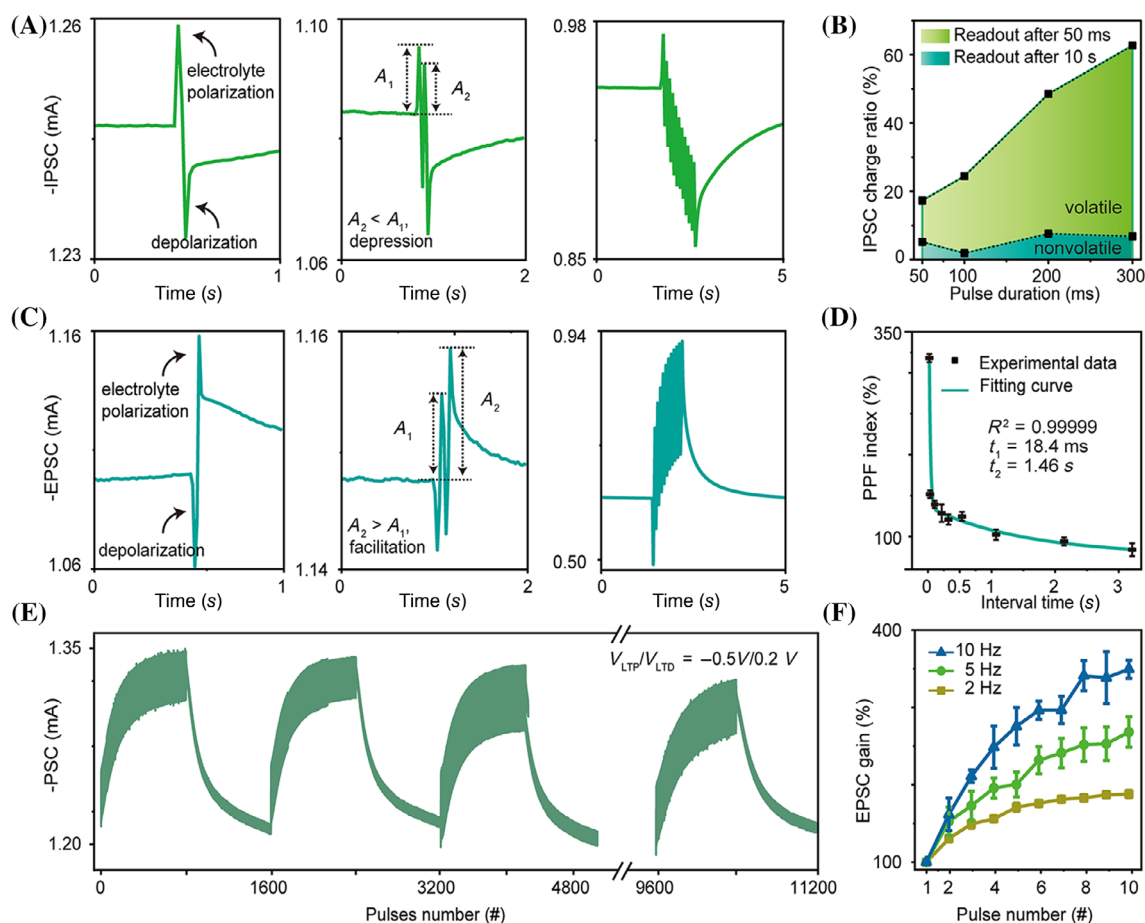 (A)
1.26
-IPSC (mA)
1.23
electrolyte
polarization
depolarization
0
1
Time (s)
1.10
A1
A2
A2 < A1,
depression
1.06
0
2
Time (s)
0.98
0.85
0
5
Time (s)
(B)
IPSC charge ratio (%)
60
40
20
0
Readout after 50 ms
Readout after 10 s
volatile
nonvolatile
50
100
200
300
Pulse duration (ms)
(C)
1.16
-EPSC (mA)
1.06
electrolyte
polarization
depolarization
0
1
Time (s)
1.16
A1
A2
A2 > A1,
facilitation
1.14
0
2
Time (s)
0.94
0.50
0
5
Time (s)
(D)
350
PPF index (%)
100
Experimental data
Fitting curve
R² = 0.99999
t1 = 18.4 ms
t2 = 1.46 s
0
0.5
1
2
3
Interval time (s)
(E)
1.35
-PSC (mA)
1.20
VLTP/VLTD = −0.5V/0.2 V
0
1600
3200
4800
9600
11200
Pulses number (#)
(F)
400
EPSC gain (%)
100
10 Hz
5 Hz
2 Hz
1
2
4
6
8
10
Pulse number (#)